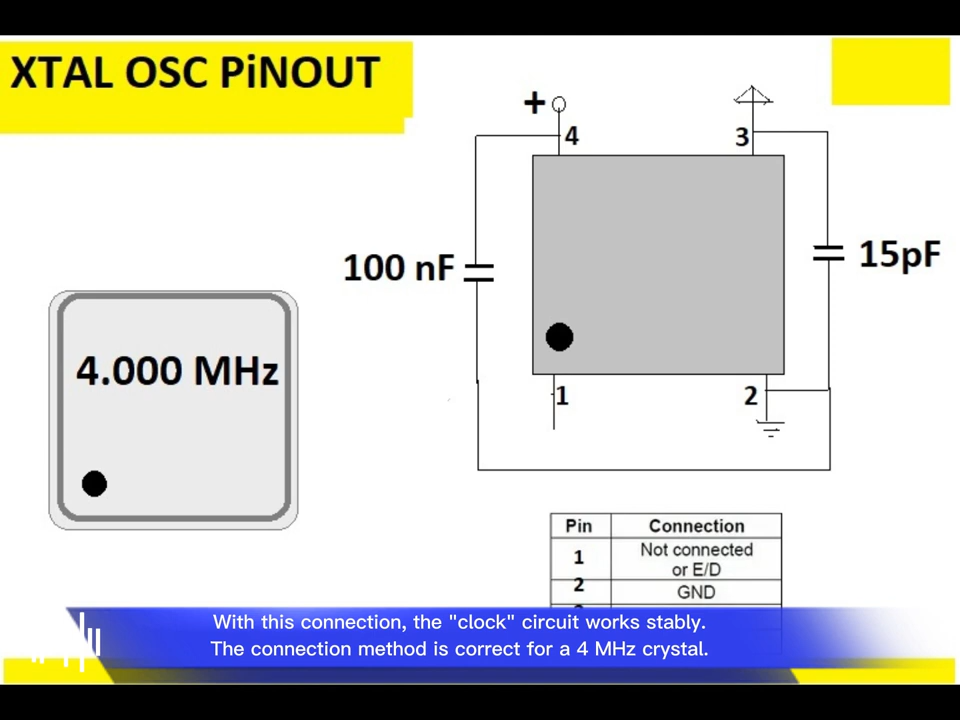 XTAL OSC PiNOUT
+
4
3
100 nF
15pF
4.000 MHz
1
2
Pin Connection
1 Not connected
or E/D
2 GND
With this connection, the "clock" circuit works stably.
The connection method is correct for a 4 MHz crystal.